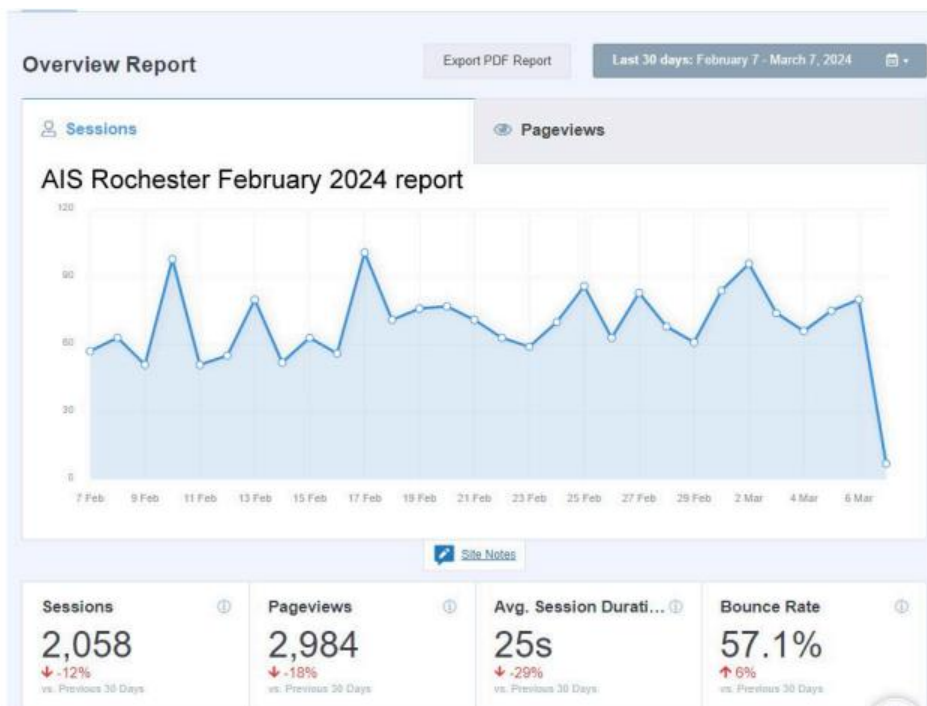 Overview Report
Export PDF Report
Last 30 days: February 7 - March 7, 2024
Sessions
Pageviews
AIS Rochester February 2024 report
120
90
60
30
0
7 Feb 9 Feb 11 Feb 13 Feb 15 Feb 17 Feb 19 Feb 21 Feb 23 Feb 25 Feb 27 Feb 29 Feb 2 Mar 4 Mar 6 Mar
Site Notes
Sessions Pageviews Avg. Session Durati... Bounce Rate
2,058 2,984 25s 57.1%
-12% -18% -29% 6%
vs. Previous 30 Days vs. Previous 30 Days vs. Previous 30 Days vs. Previous 30 Days